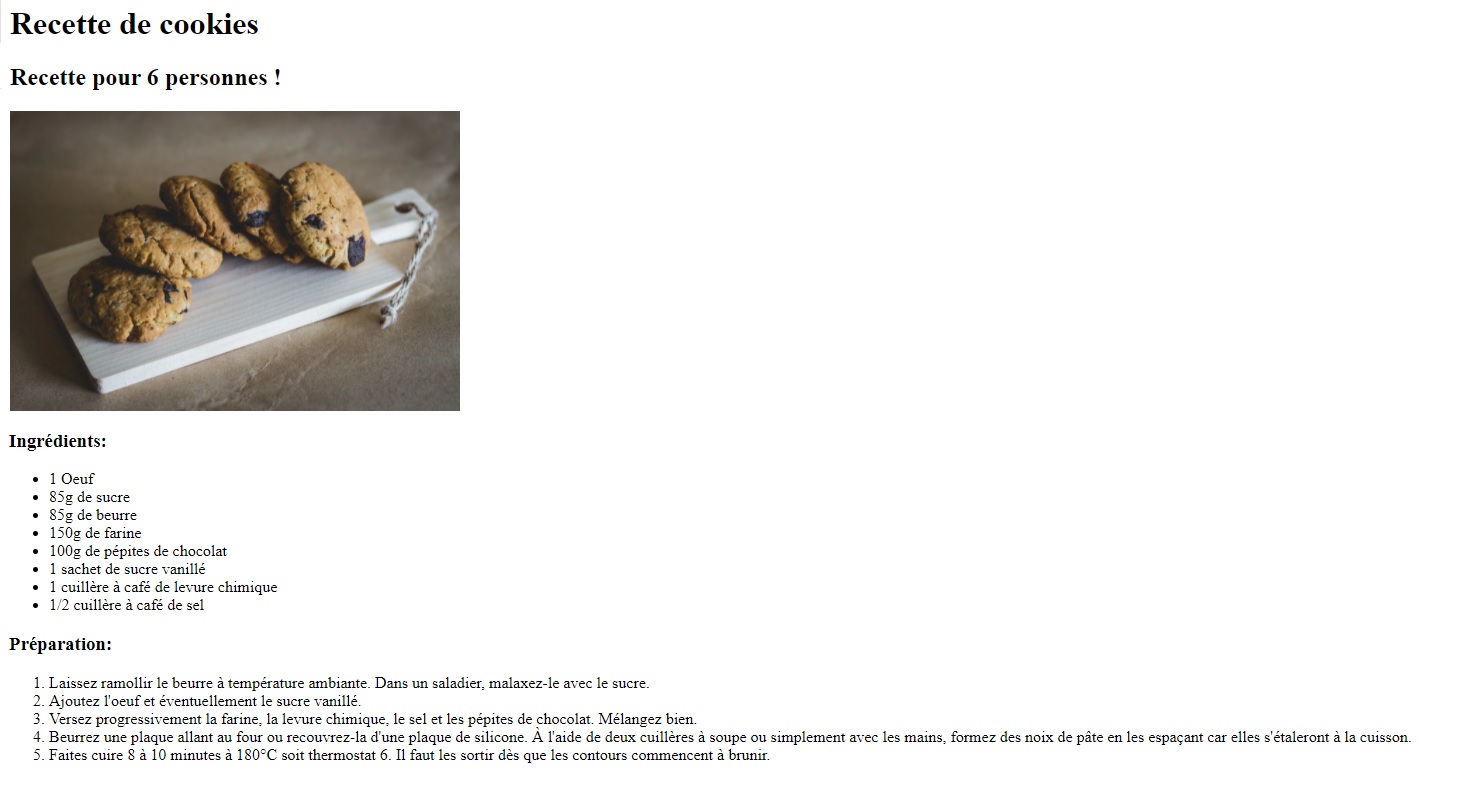 Recette de cookies
Recette pour 6 personnes !
Ingrédients:
• 1 Oeuf
• 85g de sucre
• 85g de beurre
• 150g de farine
• 100g de pépites de chocolat
• 1 sachet de sucre vanillé
• 1 cuillère à café de levure chimique
• 1/2 cuillère à café de sel
Préparation:
1. Laissez ramollir le beurre à température ambiante. Dans un saladier, malaxez-le avec le sucre.
2. Ajoutez l'oeuf et éventuellement le sucre vanillé.
3. Versez progressivement la farine, la levure chimique, le sel et les pépites de chocolat. Mélangez bien.
4. Beurrez une plaque allant au four ou recouvrez-la d'une plaque de silicone. À l'aide de deux cuillères à soupe ou simplement avec les mains, formez des noix de pâte en les espaçant car elles s'étaleront à la cuisson.
5. Faites cuire 8 à 10 minutes à 180°C soit thermostat 6. Il faut les sortir dès que les contours commencent à brunir.